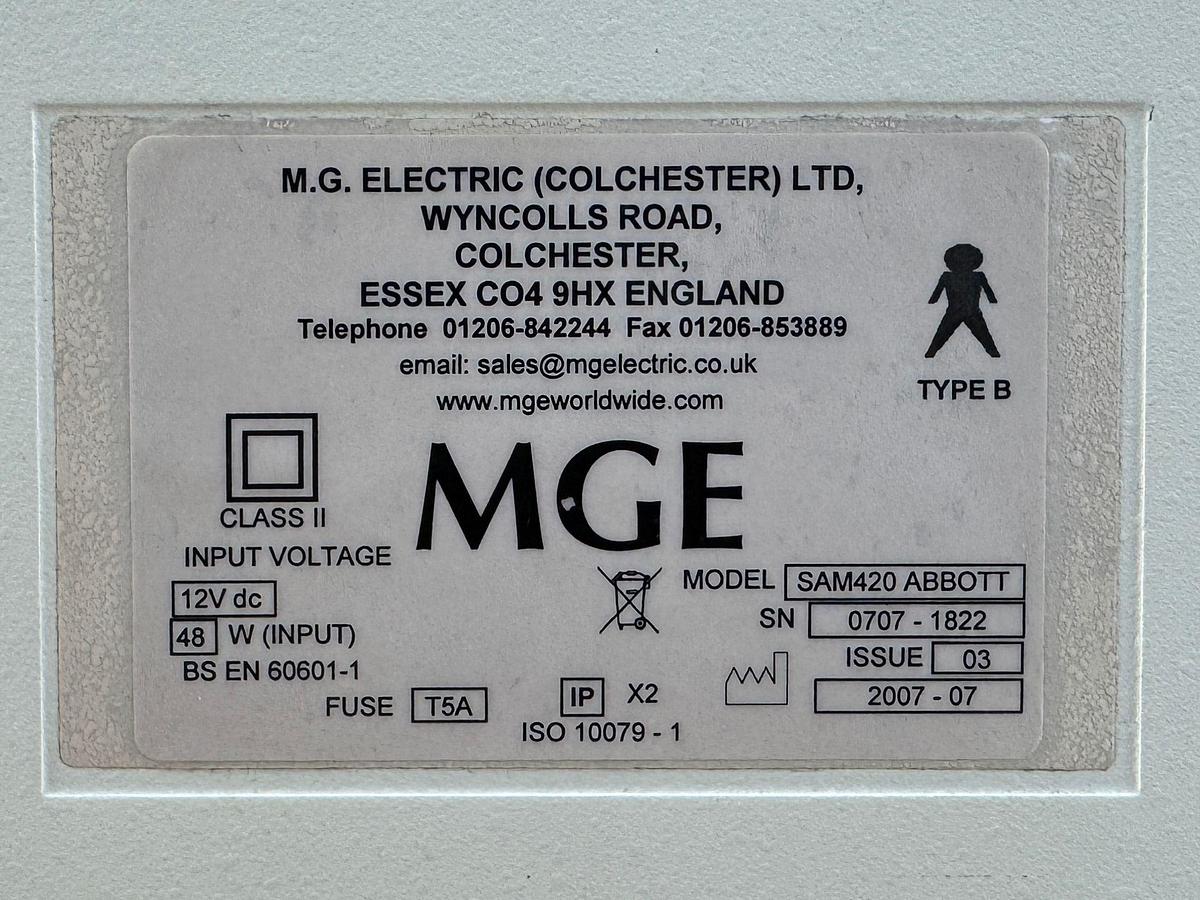 M.G. ELECTRIC (COLCHESTER) LTD,
WYNCOLLS ROAD,
COLCHESTER,
ESSEX CO4 9HX ENGLAND
Telephone 01206-842244 Fax 01206-853889
email: sales@mgelectric.co.uk
www.mgeworldwide.com
TYPE B
MGE
CLASS II
INPUT VOLTAGE
12V dc
48 W (INPUT)
BS EN 60601-1
FUSE T5A
IP X2
ISO 10079 - 1
MODEL SAM420 ABBOTT
SN 0707 - 1822
ISSUE 03
2007 - 07